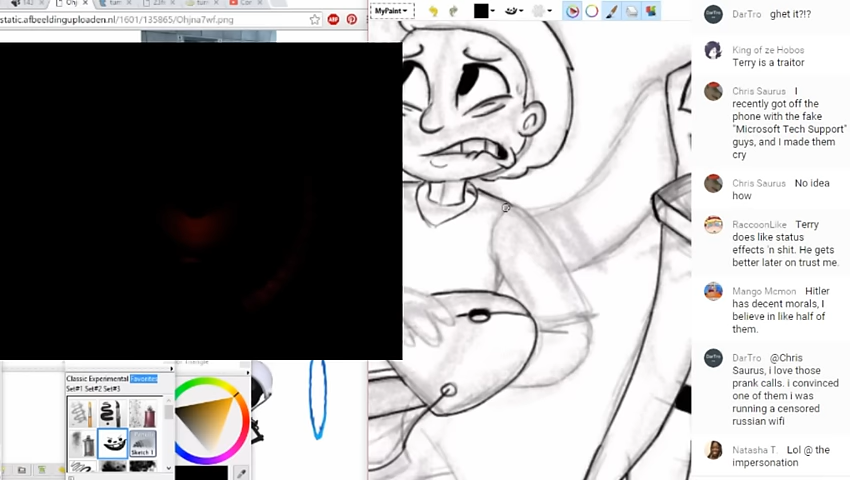 static.afbeeldinguploaden.nl/1601/135865/Ohjna7wf.png
ABP
MyPaint
Classic Experimental Favorites
Set#1 Set#2 Set#3
Sketch 1
DarTro ghet it?!?
King of ze Hobos
Terry is a traitor
Chris Saurus I
recently got off the
phone with the fake
"Microsoft Tech Support"
guys, and I made them
cry
Chris Saurus No idea
how
RaccoonLike Terry
does like status
effects 'n shit. He gets
better later on trust me.
Mango Mcmon Hitler
has decent morals, I
believe in like half of
them.
DarTro @Chris
Saurus, i love those
prank calls. i convinced
one of them i was
running a censored
russian wifi
Natasha T. Lol @ the
impersonation